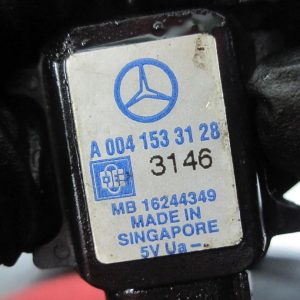 A 004 153 31 28
3146
MB 16244349
MADE IN
SINGAPORE
5V Ua